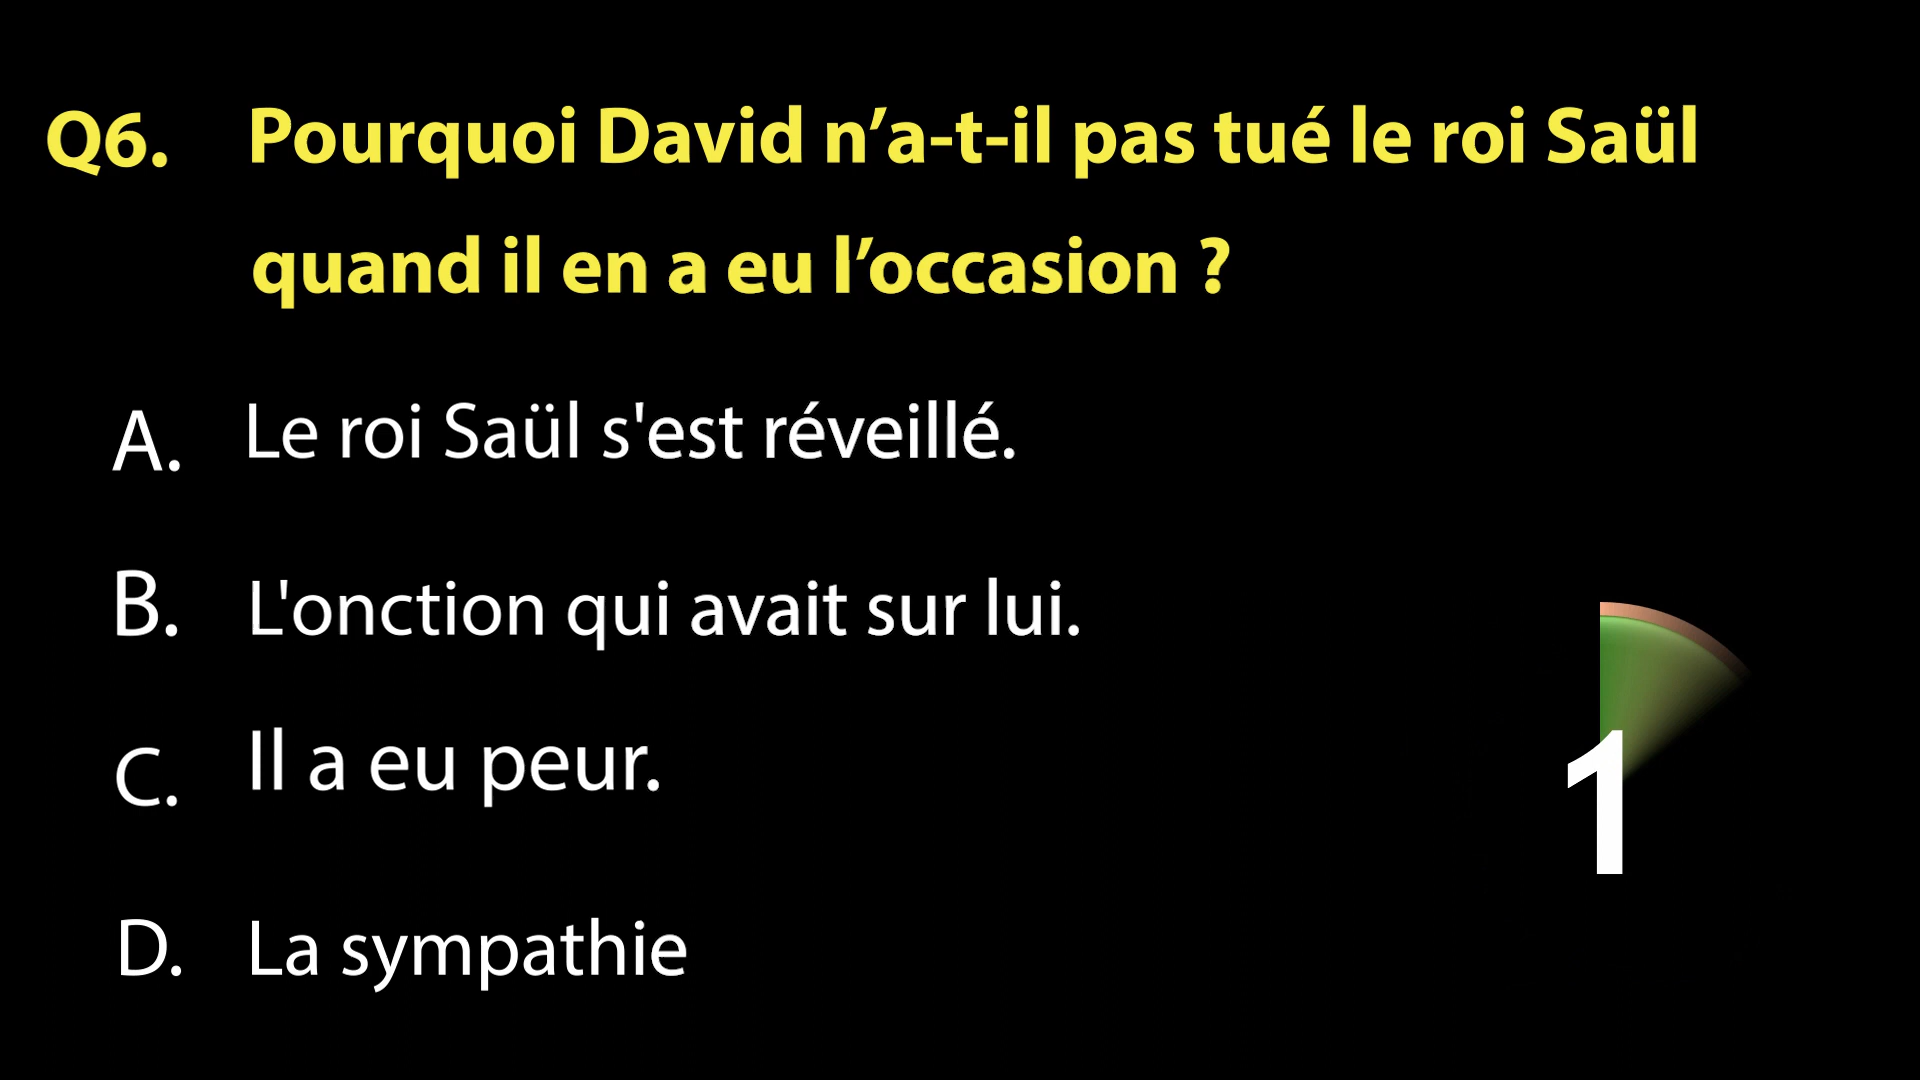 Q6. Pourquoi David n’a-t-il pas tué le roi Saül
quand il en a eu l’occasion ?
A. Le roi Saül s'est réveillé.
B. L'onction qui avait sur lui.
C. Il a eu peur.
D. La sympathie
1